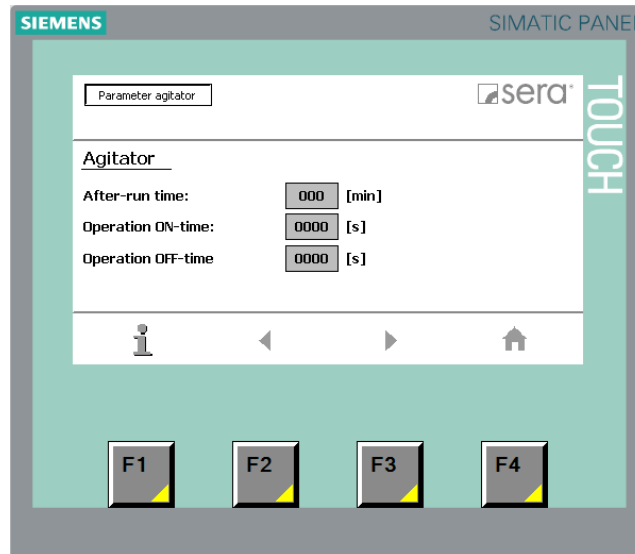 SIEMENS
SIMATIC PANEL
TOUCH
Parameter agitator
sera®
Agitator
After-run time: 000 [min]
Operation ON-time: 0000 [s]
Operation OFF-time 0000 [s]
F1 F2 F3 F4